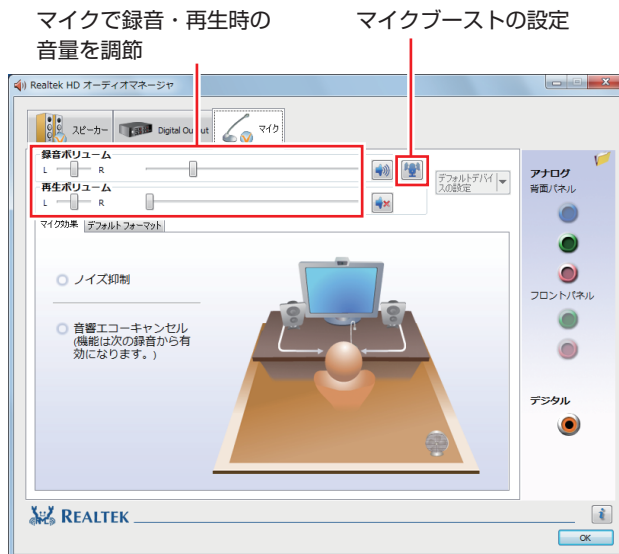 マイクで録音・再生時の
音量を調節
マイクブーストの設定
Realtek HD オーディオマネージャ
スピーカー
Digital Output
マイク
録音ボリューム
L R
再生ボリューム
L R
デフォルトデバイ
スの設定
マイク効果
デフォルトフォーマット
ノイズ抑制
音響エコーキャンセル
(機能は次の録音から有
効になります。)
アナログ
背面パネル
フロントパネル
デジタル
REALTEK
i
OK